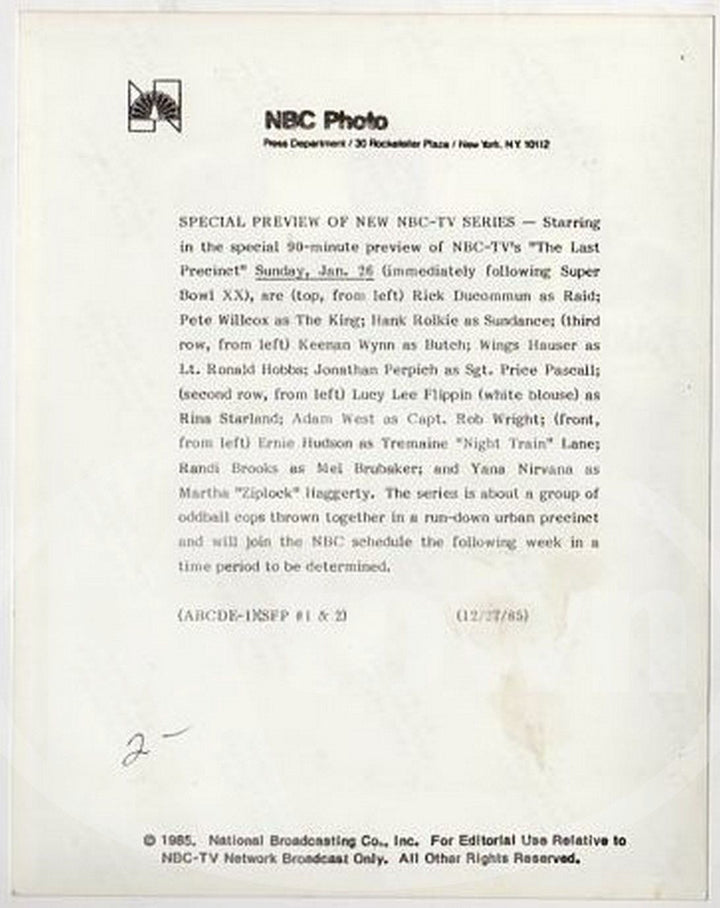 NBC Photo
Press Department / 30 Rockefeller Plaza / New York, N.Y. 10112
SPECIAL PREVIEW OF NEW NBC-TV SERIES — Starring
in the special 90-minute preview of NBC-TV's "The Last
Precinct" Sunday, Jan. 26 (immediately following Super
Bowl XX), are (top, from left) Rick Ducommun as Raid;
Pete Willcox as The King; Hank Rolkie as Sundance; (third
row, from left) Keenan Wynn as Butch; Wings Hauser as
Lt. Ronald Hobbs; Jonathan Perpich as Sgt. Price Pascall;
(second row, from left) Lucy Lee Flippin (white blouse) as
Rina Starland; Adam West as Capt. Rob Wright; (front,
from left) Ernie Hudson as Tremaine "Night Train" Lane;
Randi Brooks as Mel Brubaker; and Yana Nirvana as
Martha "Ziplock" Haggerty. The series is about a group of
oddball cops thrown together in a run-down urban precinct
and will join the NBC schedule the following week in a
time period to be determined.
(ABCDE-1)(SFP #1 & 2) (12/27/85)
2 -
© 1985. National Broadcasting Co., Inc. For Editorial Use Relative to
NBC-TV Network Broadcast Only. All Other Rights Reserved.